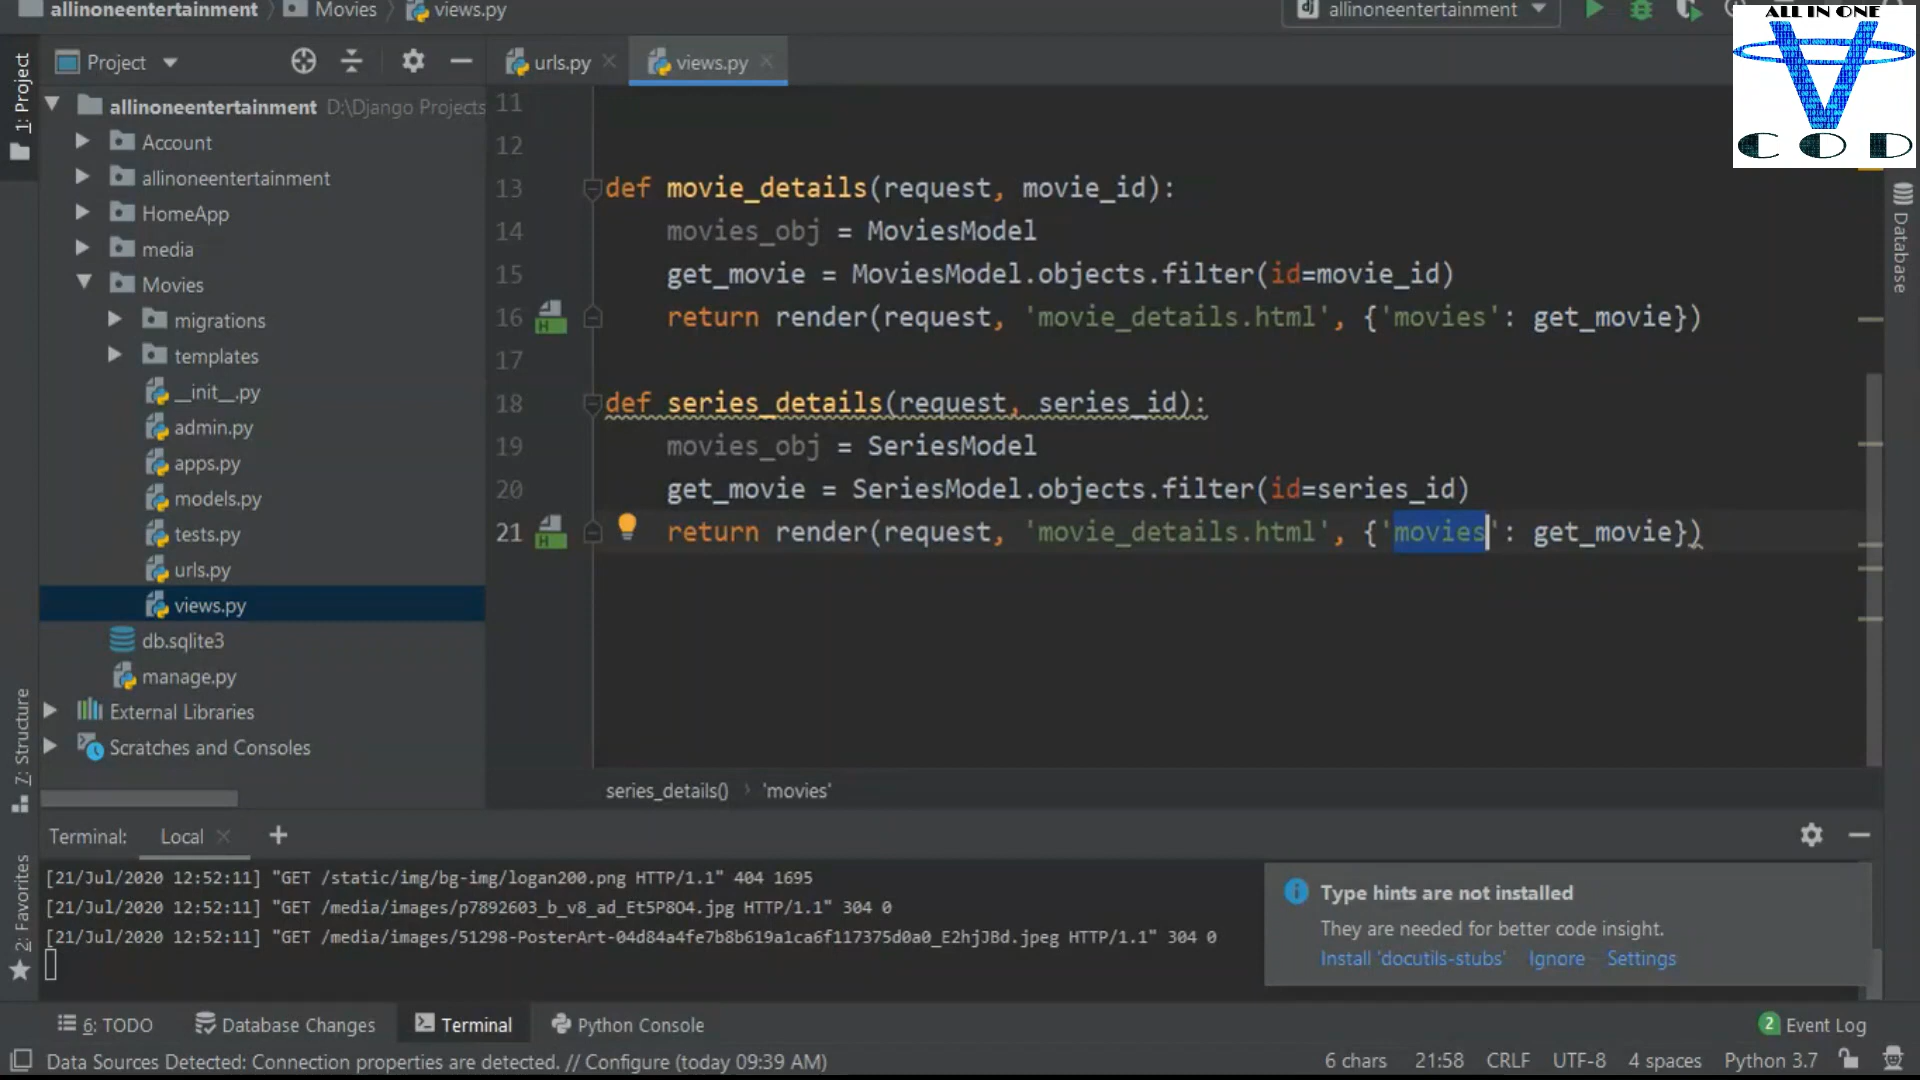 allinoneentertainment Movies views.py
allinoneentertainment
ALL IN ONE
COD
1: Project
Project
urls.py views.py
allinoneentertainment D:\Django Projects
Account
allinoneentertainment
HomeApp
media
Movies
migrations
templates
__init__.py
admin.py
apps.py
models.py
tests.py
urls.py
views.py
db.sqlite3
manage.py
External Libraries
Scratches and Consoles
7: Structure
2: Favorites
Database
11
12
13 def movie_details(request, movie_id):
14 movies_obj = MoviesModel
15 get_movie = MoviesModel.objects.filter(id=movie_id)
16 return render(request, 'movie_details.html', {'movies': get_movie})
17
18 def series_details(request, series_id):
19 movies_obj = SeriesModel
20 get_movie = SeriesModel.objects.filter(id=series_id)
21 return render(request, 'movie_details.html', {'movies': get_movie})
series_details() 'movies'
Terminal: Local
[21/Jul/2020 12:52:11] "GET /static/img/bg-img/logan200.png HTTP/1.1" 404 1695
[21/Jul/2020 12:52:11] "GET /media/images/p7892603_b_v8_ad_Et5P8O4.jpg HTTP/1.1" 304 0
[21/Jul/2020 12:52:11] "GET /media/images/51298-PosterArt-04d84a4fe7b8b619a1ca6f117375d0a0_E2hjJBd.jpeg HTTP/1.1" 304 0
Type hints are not installed
They are needed for better code insight.
Install 'docutils-stubs' Ignore Settings
6: TODO Database Changes Terminal Python Console
2 Event Log
Data Sources Detected: Connection properties are detected. // Configure (today 09:39 AM)
6 chars 21:58 CRLF UTF-8 4 spaces Python 3.7